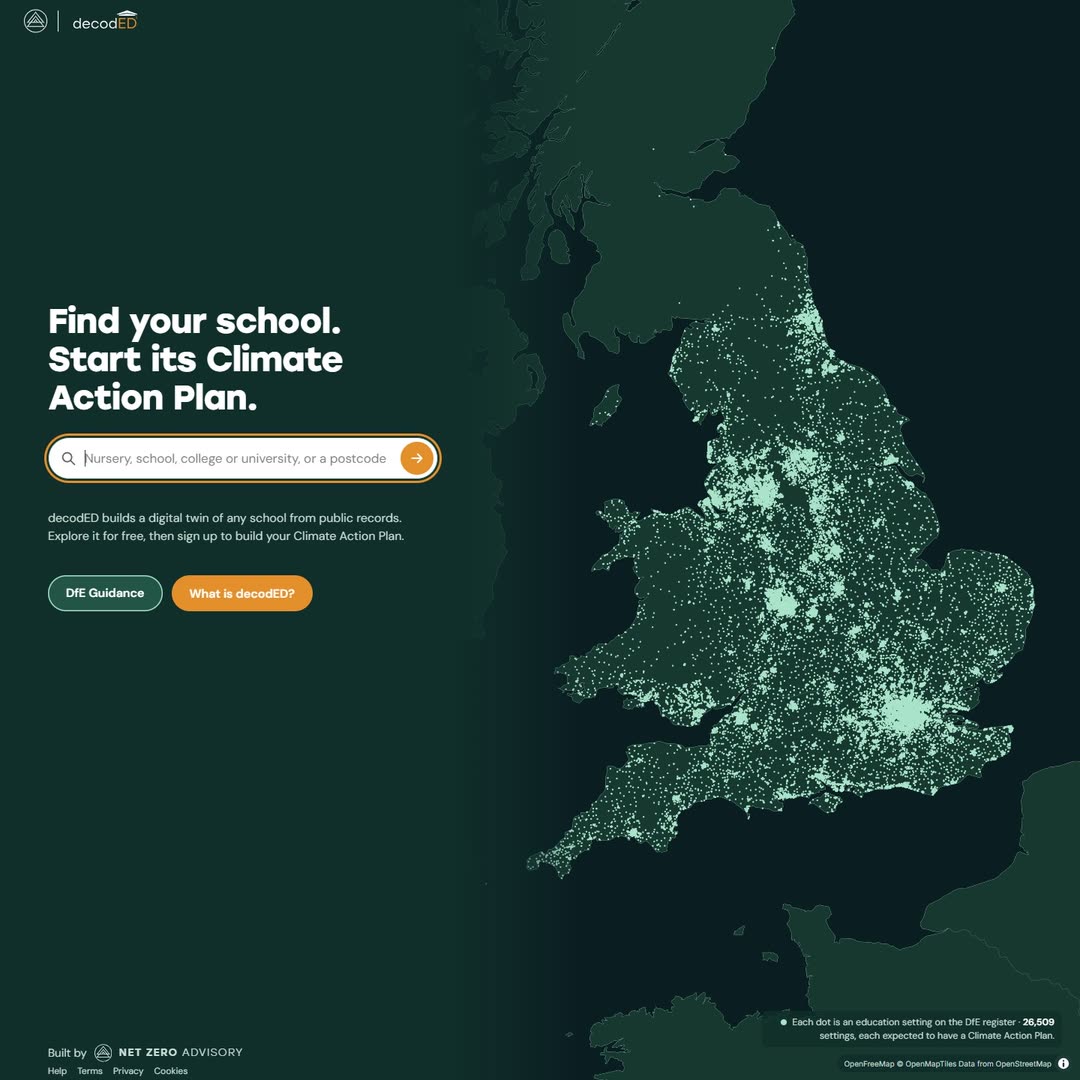 decodED
Find your school.
Start its Climate
Action Plan.
Nursery, school, college or university, or a postcode
decodED builds a digital twin of any school from public records.
Explore it for free, then sign up to build your Climate Action Plan.
DfE Guidance
What is decodED?
Each dot is an education setting on the DfE register · 26,509
settings, each expected to have a Climate Action Plan.
Built by NET ZERO ADVISORY
Help Terms Privacy Cookies
OpenFreeMap © OpenMapTiles Data from OpenStreetMap